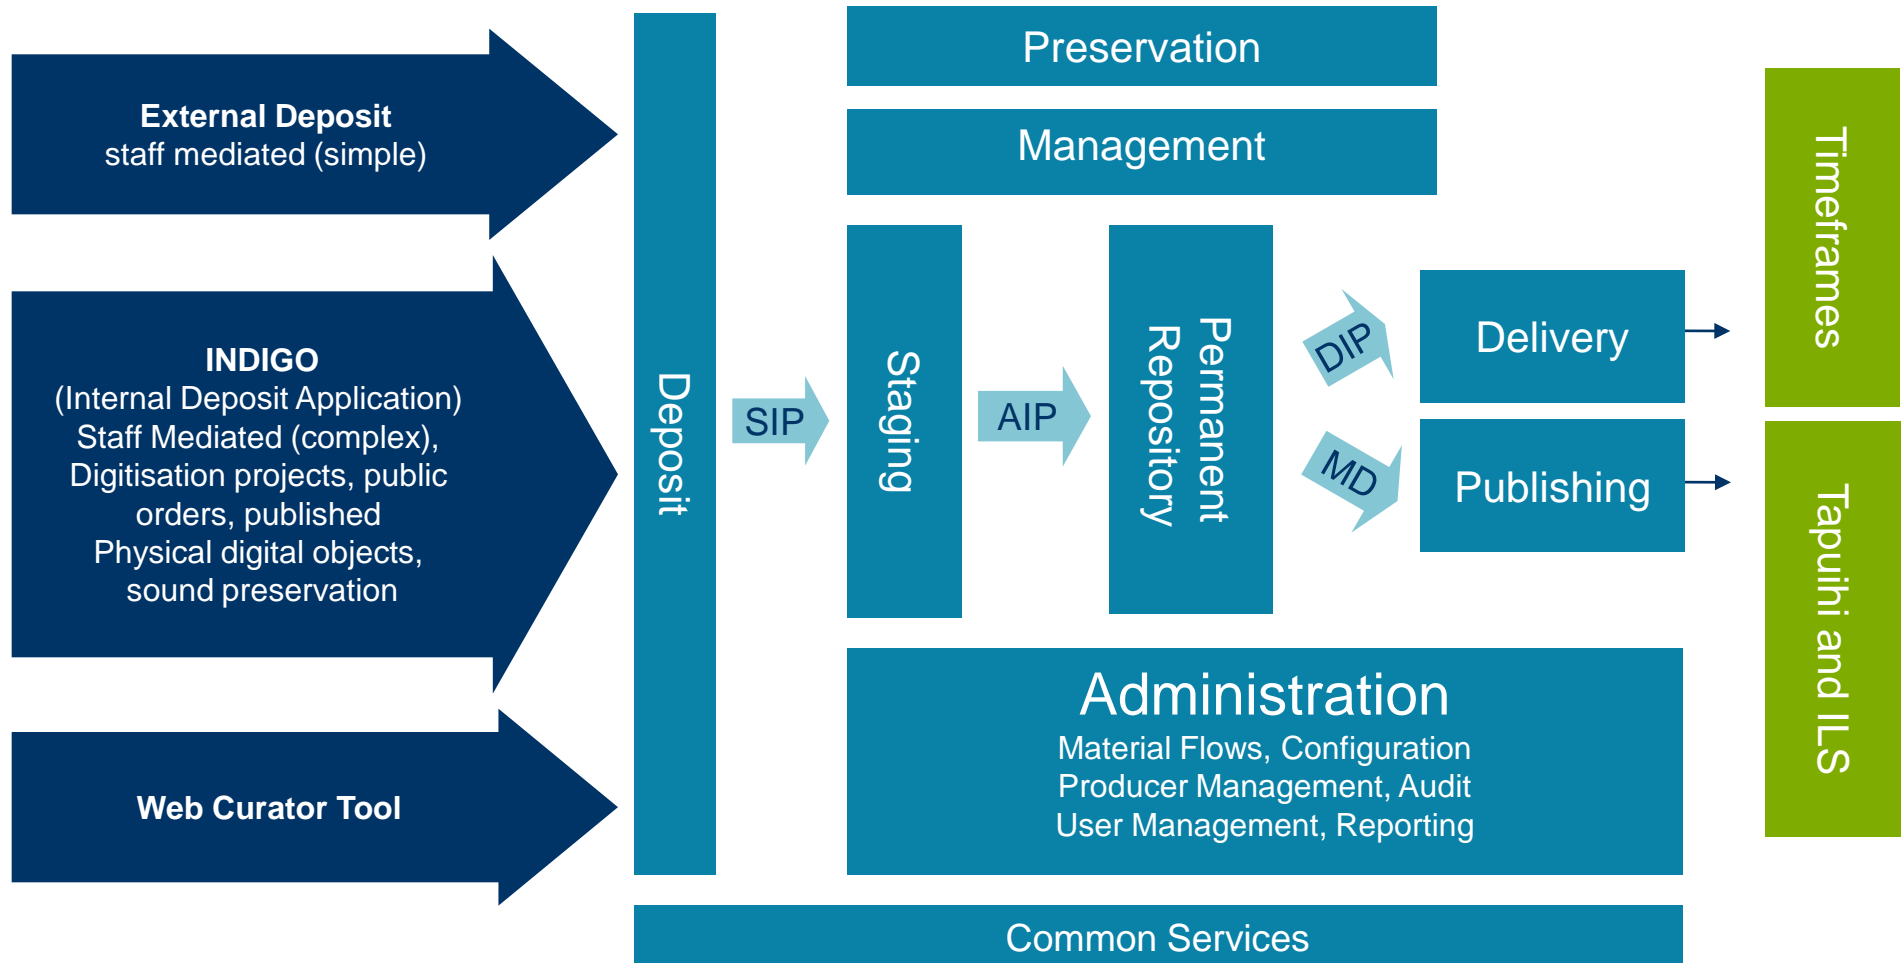 External Deposit
staff mediated (simple)
INDIGO
(Internal Deposit Application)
Staff Mediated (complex),
Digitisation projects, public
orders, published
Physical digital objects,
sound preservation
Web Curator Tool
Deposit
SIP
Preservation
Management
Staging
AIP
Permanent
Repository
DIP
MD
Delivery
Publishing
Administration
Material Flows, Configuration
Producer Management, Audit
User Management, Reporting
Common Services
Timeframes
Tapuihi and ILS